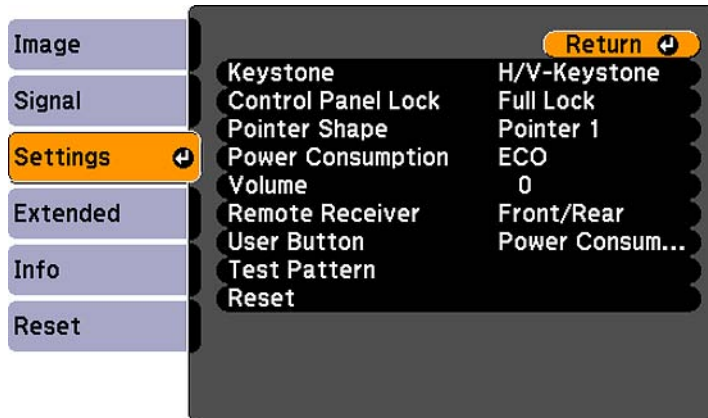 Image
Signal
Settings
Extended
Info
Reset
Return
Keystone H/V-Keystone
Control Panel Lock Full Lock
Pointer Shape Pointer 1
Power Consumption ECO
Volume 0
Remote Receiver Front/Rear
User Button Power Consum...
Test Pattern
Reset